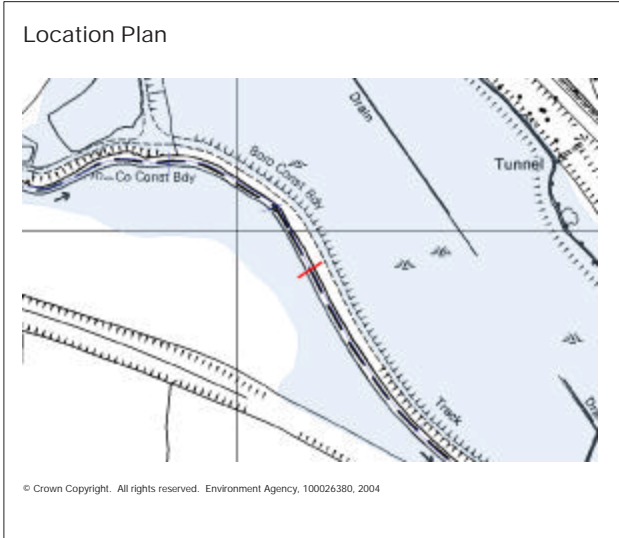 Location Plan
Drain
Boro Const Bdy
Tunnel
Co Const Bdy
Track
© Crown Copyright. All rights reserved. Environment Agency, 100026380, 2004